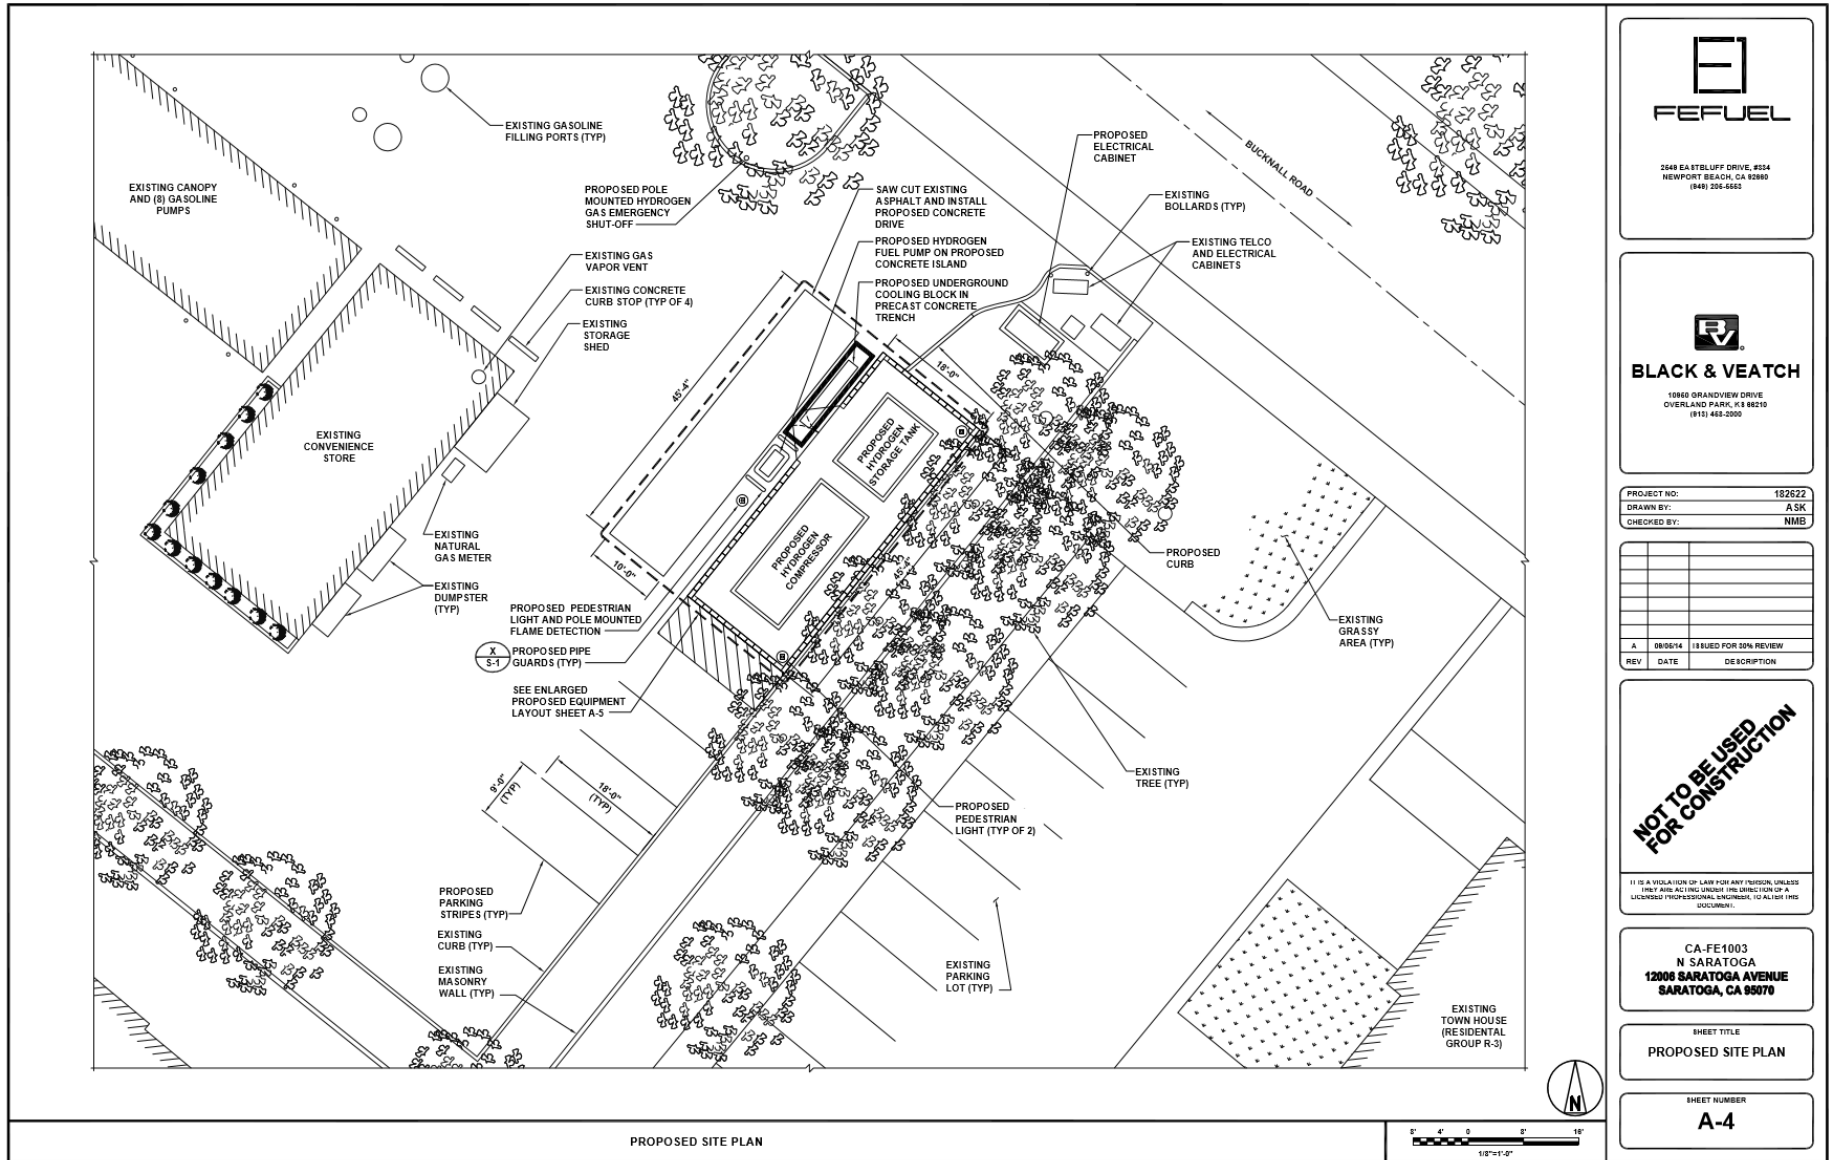 EXISTING GASOLINE
FILLING PORTS (TYP)
EXISTING CANOPY
AND (8) GASOLINE
PUMPS
PROPOSED POLE
MOUNTED HYDROGEN
GAS EMERGENCY
SHUT-OFF
SAW CUT EXISTING
ASPHALT AND INSTALL
PROPOSED CONCRETE
DRIVE
PROPOSED HYDROGEN
FUEL PUMP ON PROPOSED
CONCRETE ISLAND
PROPOSED UNDERGROUND
COOLING BLOCK IN
PRECAST CONCRETE
TRENCH
PROPOSED
ELECTRICAL
CABINET
BUCKNALL ROAD
EXISTING
BOLLARDS (TYP)
EXISTING TELCO
AND ELECTRICAL
CABINETS
EXISTING GAS
VAPOR VENT
EXISTING CONCRETE
CURB STOP (TYP OF 4)
EXISTING
STORAGE
SHED
EXISTING
CONVENIENCE
STORE
45'-4"
18'-0"
PROPOSED
HYDROGEN
STORAGE TANK
PROPOSED
HYDROGEN
COMPRESSOR
45'-4"
10'-0"
EXISTING
NATURAL
GAS METER
EXISTING
DUMPSTER
(TYP)
PROPOSED PEDESTRIAN
LIGHT AND POLE MOUNTED
FLAME DETECTION
X
S-1
PROPOSED PIPE
GUARDS (TYP)
SEE ENLARGED
PROPOSED EQUIPMENT
LAYOUT SHEET A-5
PROPOSED
CURB
EXISTING
GRASSY
AREA (TYP)
EXISTING
TREE (TYP)
9'-0"
(TYP)
18'-0"
(TYP)
PROPOSED
PEDESTRIAN
LIGHT (TYP OF 2)
PROPOSED
PARKING
STRIPES (TYP)
EXISTING
CURB (TYP)
EXISTING
MASONRY
WALL (TYP)
EXISTING
PARKING
LOT (TYP)
EXISTING
TOWN HOUSE
(RESIDENTAL
GROUP R-3)
N
PROPOSED SITE PLAN
8' 4' 0 8' 16'
1/8"=1'-0"
FEFUEL
2549 EASTBLUFF DRIVE, #334
NEWPORT BEACH, CA 92660
(949) 205-5553
BV
BLACK & VEATCH
10950 GRANDVIEW DRIVE
OVERLAND PARK, KS 66210
(913) 458-2000
PROJECT NO: 182622
DRAWN BY: ASK
CHECKED BY: NMB
A 09/05/14 ISSUED FOR 30% REVIEW
REV DATE DESCRIPTION
NOT TO BE USED
FOR CONSTRUCTION
IT IS A VIOLATION OF LAW FOR ANY PERSON, UNLESS
THEY ARE ACTING UNDER THE DIRECTION OF A
LICENSED PROFESSIONAL ENGINEER, TO ALTER THIS
DOCUMENT.
CA-FE1003
N SARATOGA
12006 SARATOGA AVENUE
SARATOGA, CA 95070
SHEET TITLE
PROPOSED SITE PLAN
SHEET NUMBER
A-4